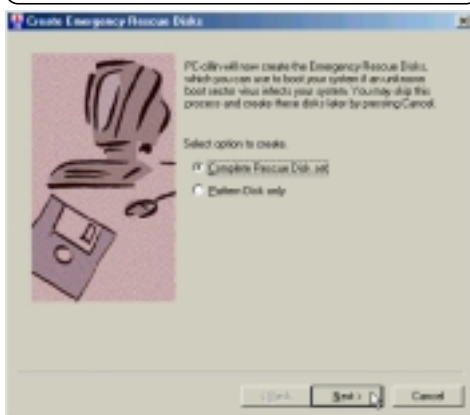 Create Emergency Rescue Disks
PC-cillin will now create the Emergency Rescue Disks,
which you can use to boot your system if an unknown
boot sector virus infects your system. You may skip this
process and create these disks later by pressing Cancel.
Select option to create.
Complete Rescue Disk set
Pattern Disk only
< Back
Next >
Cancel